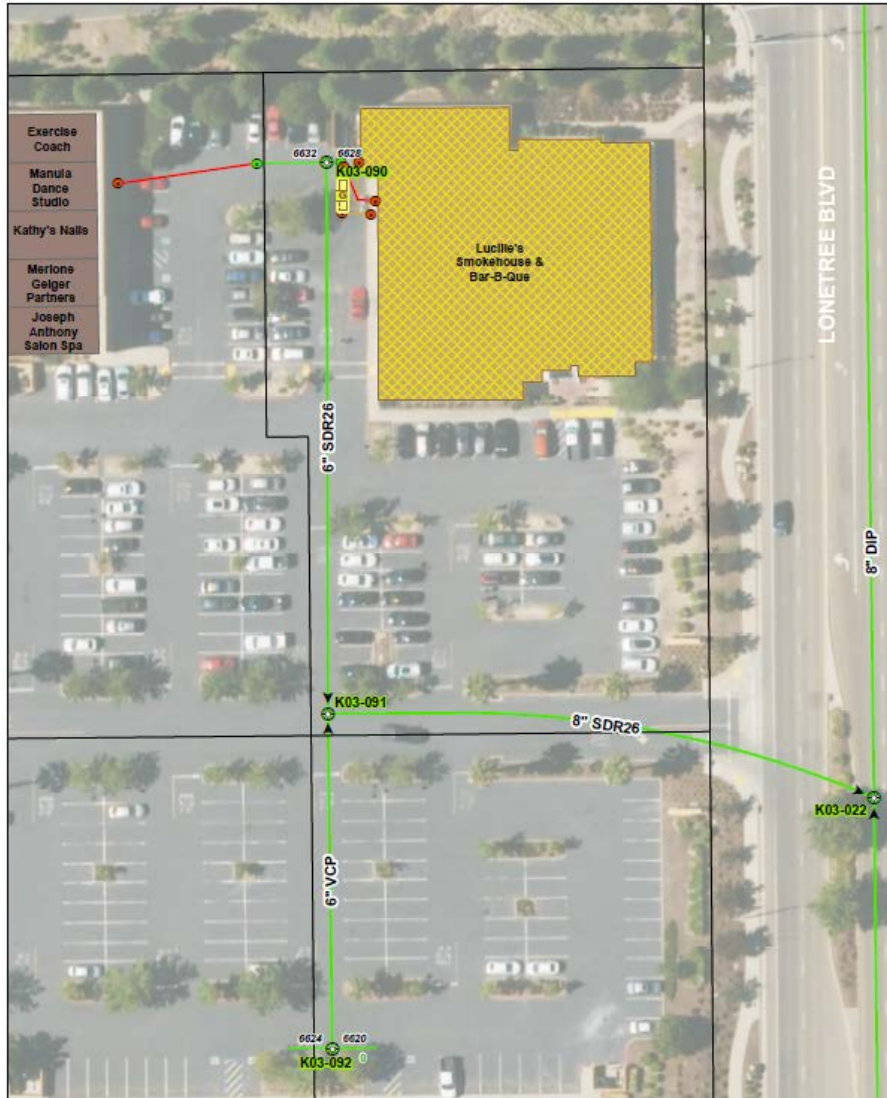 Exercise
Coach
Manula
Dance
Studio
Kathy's Nails
Merlone
Geiger
Partners
Joseph
Anthony
Salon Spa
6632
6628
K03-090
G
Lucille's
Smokehouse &
Bar-B-Que
LONETREE BLVD
6" SDR26
8" DIP
K03-091
8" SDR26
K03-022
6" VCP
6624
6620
K03-092
0